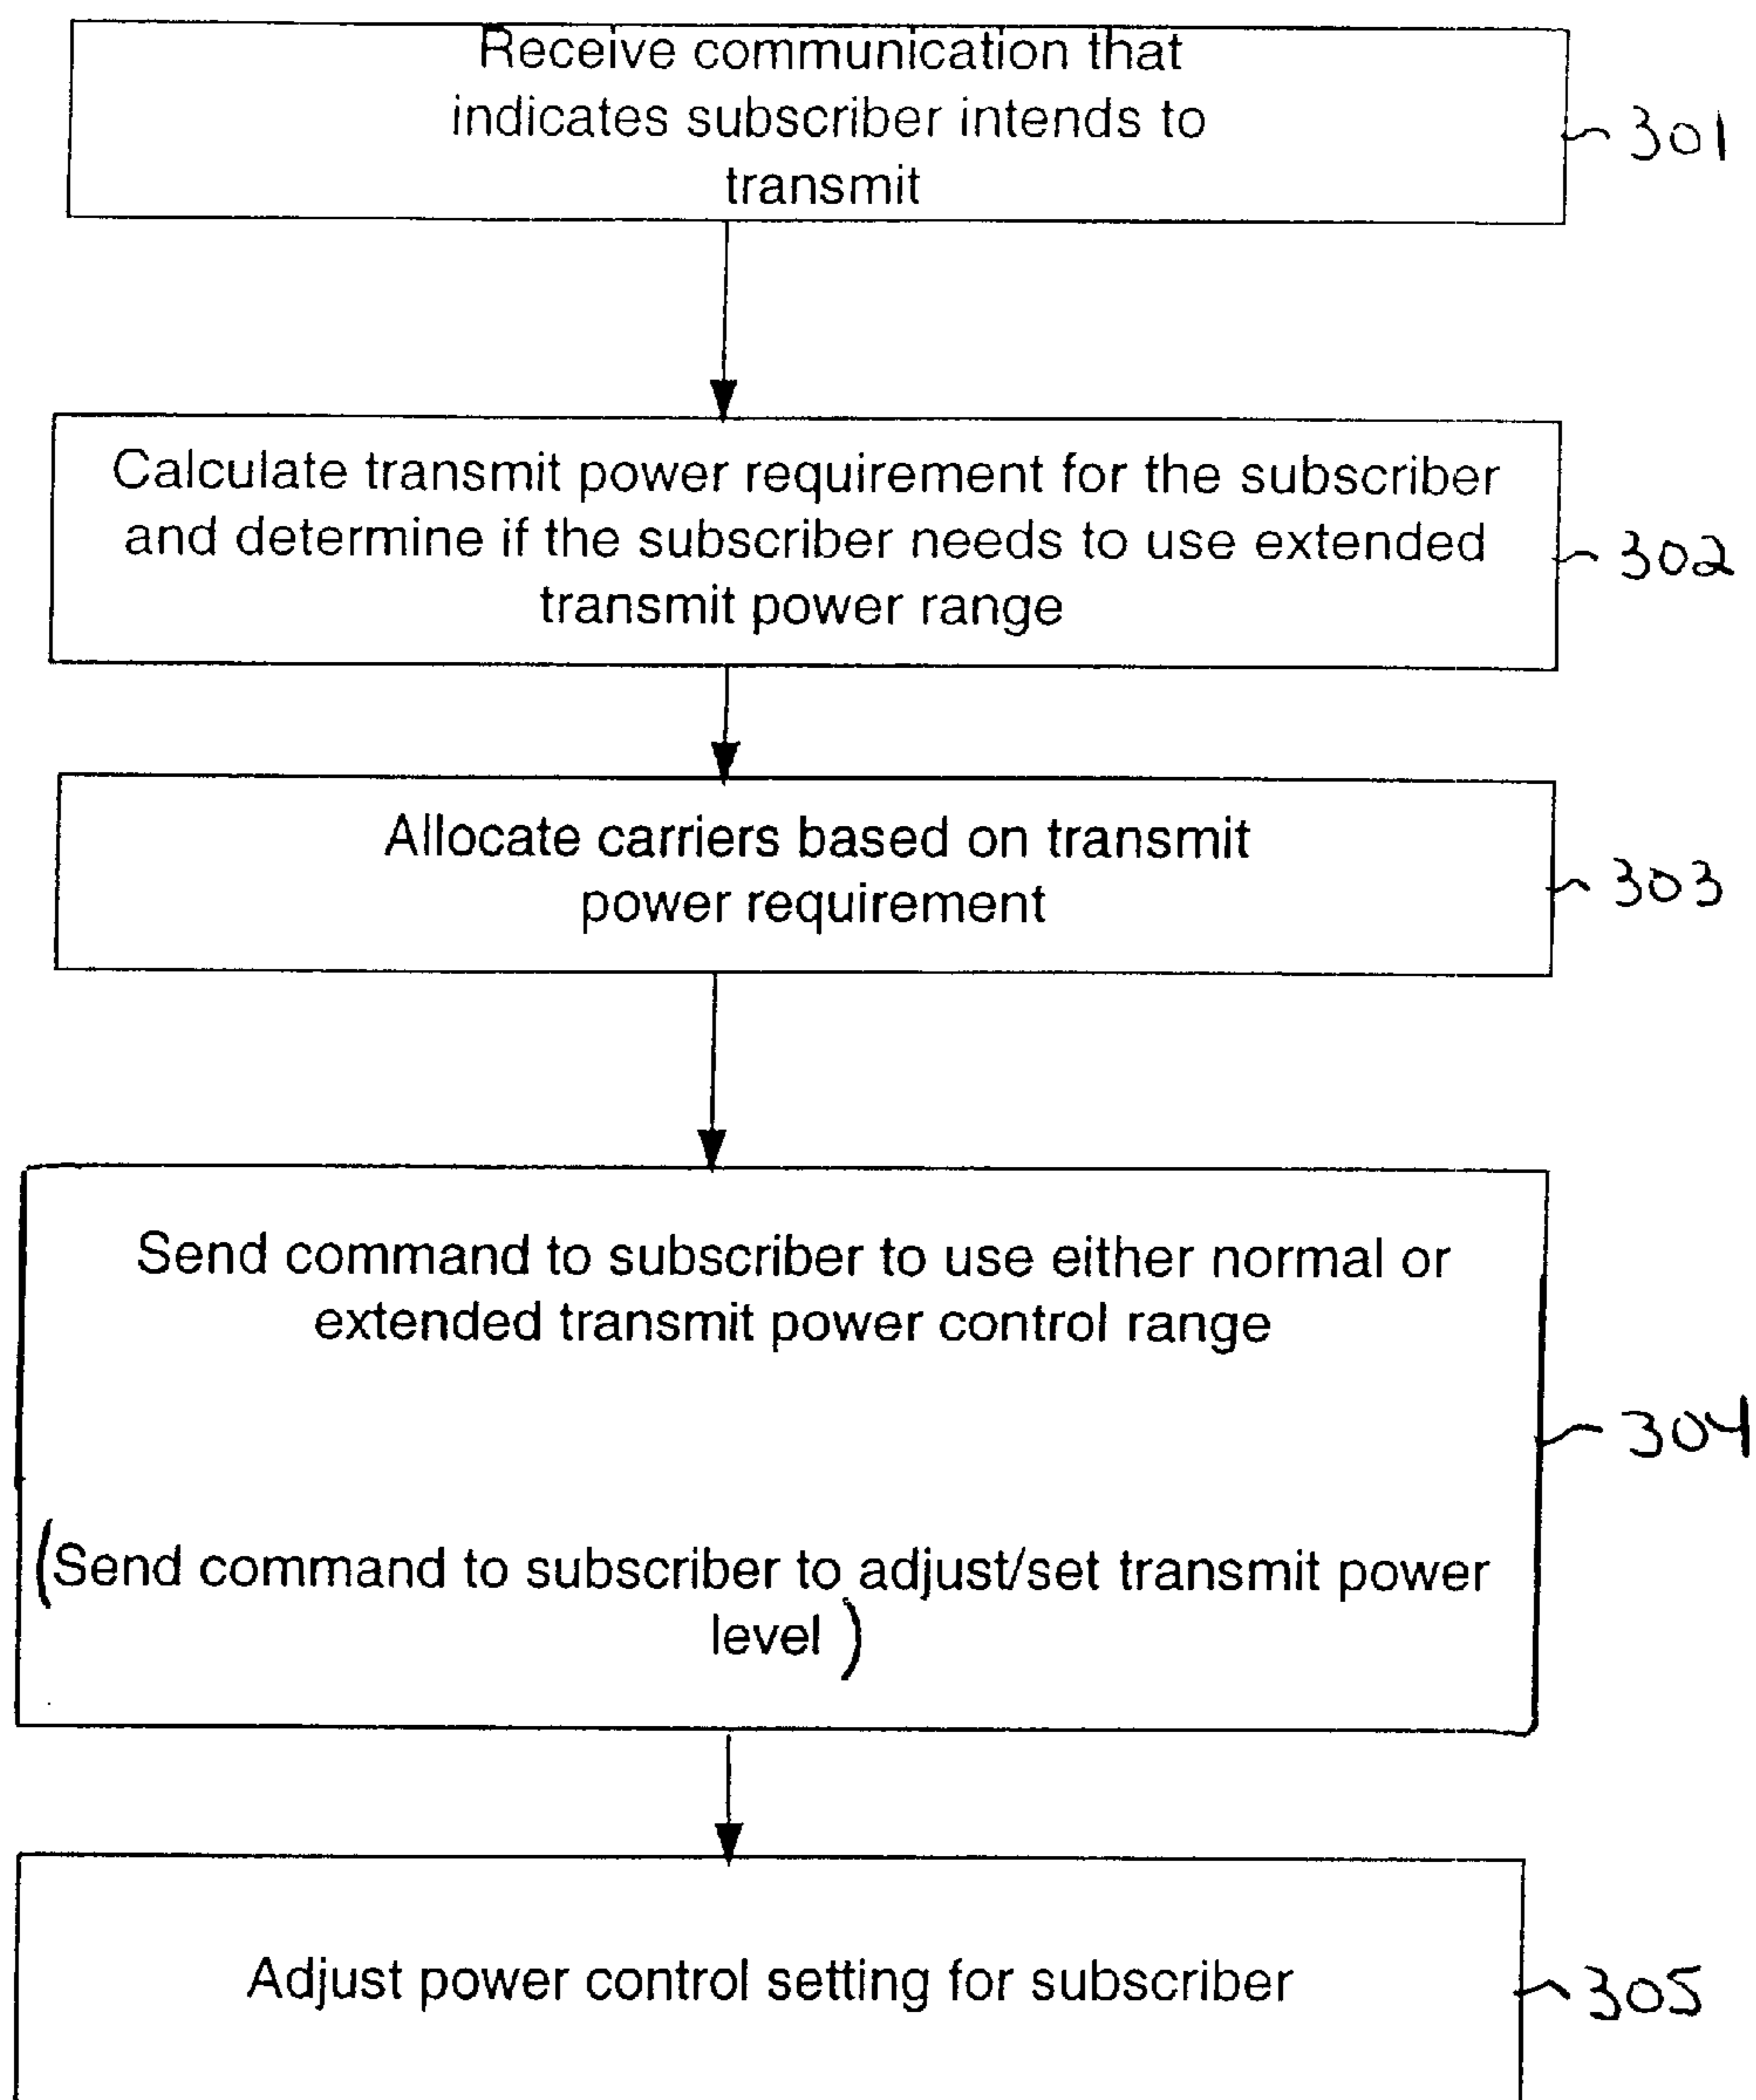 Receive communication that
indicates subscriber intends to
transmit
301
Calculate transmit power requirement for the subscriber
and determine if the subscriber needs to use extended
transmit power range
302
Allocate carriers based on transmit
power requirement
303
Send command to subscriber to use either normal or
extended transmit power control range
304
(Send command to subscriber to adjust/set transmit power
level)
Adjust power control setting for subscriber
305